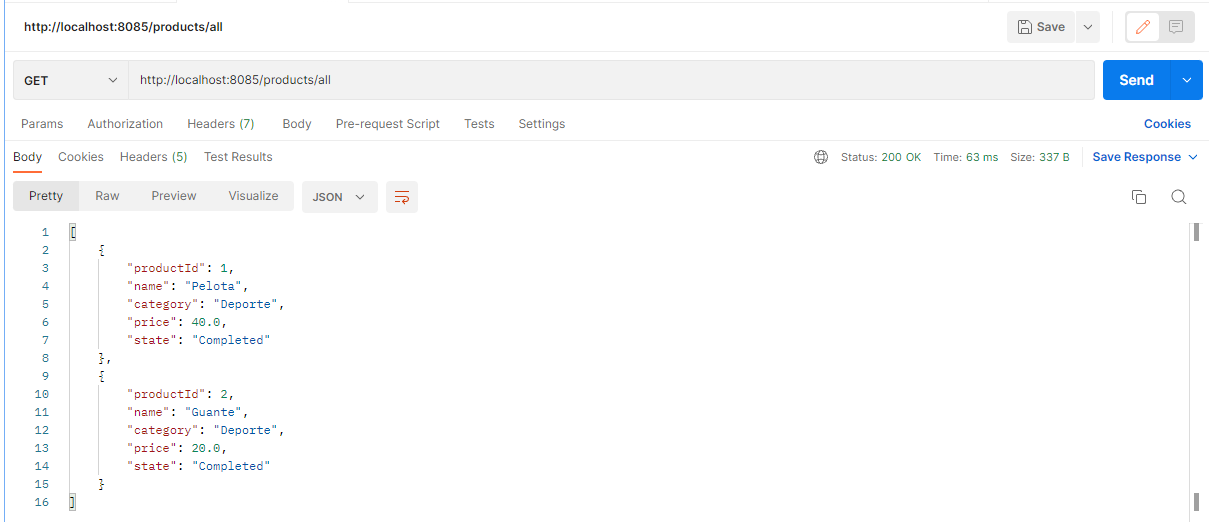 http://localhost:8085/products/all
Save
GET http://localhost:8085/products/all Send
Params Authorization Headers (7) Body Pre-request Script Tests Settings Cookies
Body Cookies Headers (5) Test Results Status: 200 OK Time: 63 ms Size: 337 B Save Response
Pretty Raw Preview Visualize JSON
1 [
2 {
3 "productId": 1,
4 "name": "Pelota",
5 "category": "Deporte",
6 "price": 40.0,
7 "state": "Completed"
8 },
9 {
10 "productId": 2,
11 "name": "Guante",
12 "category": "Deporte",
13 "price": 20.0,
14 "state": "Completed"
15 }
16 ]